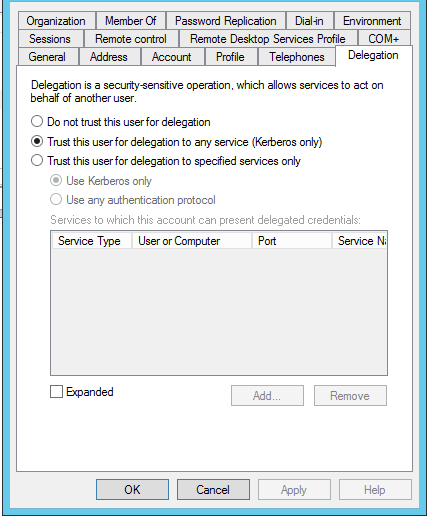 Organization Member Of Password Replication Dial-in Environment
Sessions Remote control Remote Desktop Services Profile COM+
General Address Account Profile Telephones Delegation
Delegation is a security-sensitive operation, which allows services to act on
behalf of another user.
Do not trust this user for delegation
Trust this user for delegation to any service (Kerberos only)
Trust this user for delegation to specified services only
Use Kerberos only
Use any authentication protocol
Services to which this account can present delegated credentials:
Service Type User or Computer Port Service Na
Expanded Add... Remove
OK Cancel Apply Help